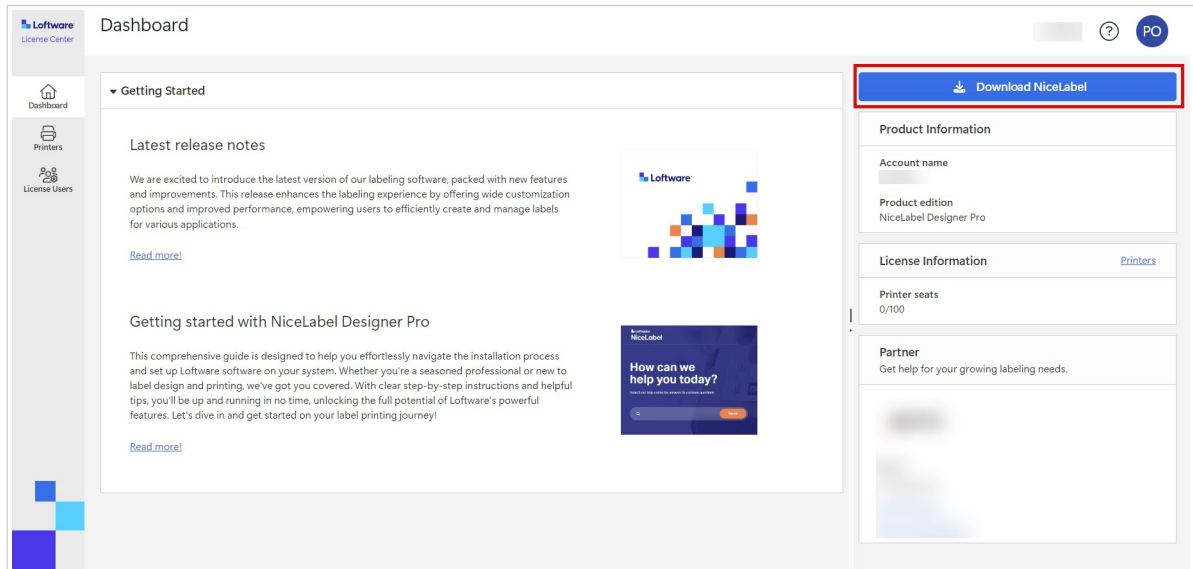 Loftware
License Center
Dashboard
PO
Dashboard
Printers
License Users
Getting Started
Latest release notes
We are excited to introduce the latest version of our labeling software, packed with new features
and improvements. This release enhances the labeling experience by offering wide customization
options and improved performance, empowering users to efficiently create and manage labels
for various applications.
Read more!
Loftware
Getting started with NiceLabel Designer Pro
This comprehensive guide is designed to help you effortlessly navigate the installation process
and set up Loftware software on your system. Whether you're a seasoned professional or new to
label design and printing, we've got you covered. With clear step-by-step instructions and helpful
tips, you'll be up and running in no time, unlocking the full potential of Loftware's powerful
features. Let's dive in and get started on your label printing journey!
Read more!
Loftware
NiceLabel
How can we
help you today?
Search
Download NiceLabel
Product Information
Account name
Product edition
NiceLabel Designer Pro
License Information Printers
Printer seats
0/100
Partner
Get help for your growing labeling needs.